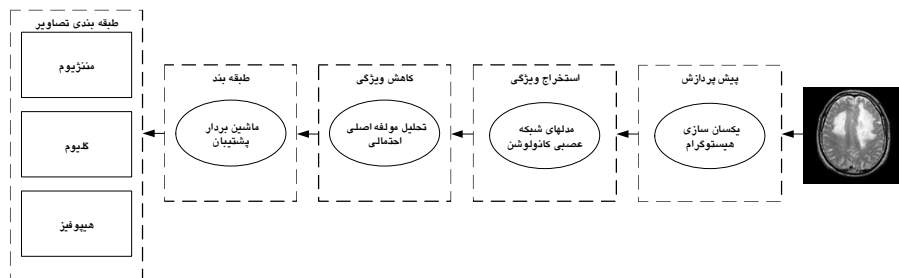 پیش پردازش
یکسان سازی
هیستوگرام
استخراج ویژگی
مدلهای شبکه
عصبی کانولوشن
کاهش ویژگی
تحلیل مولفه اصلی
احتمالی
طبقه بند
ماشین بردار
پشتیبان
طبقه بندی تصاویر
مننژیوم
گلیوم
هیپوفیز